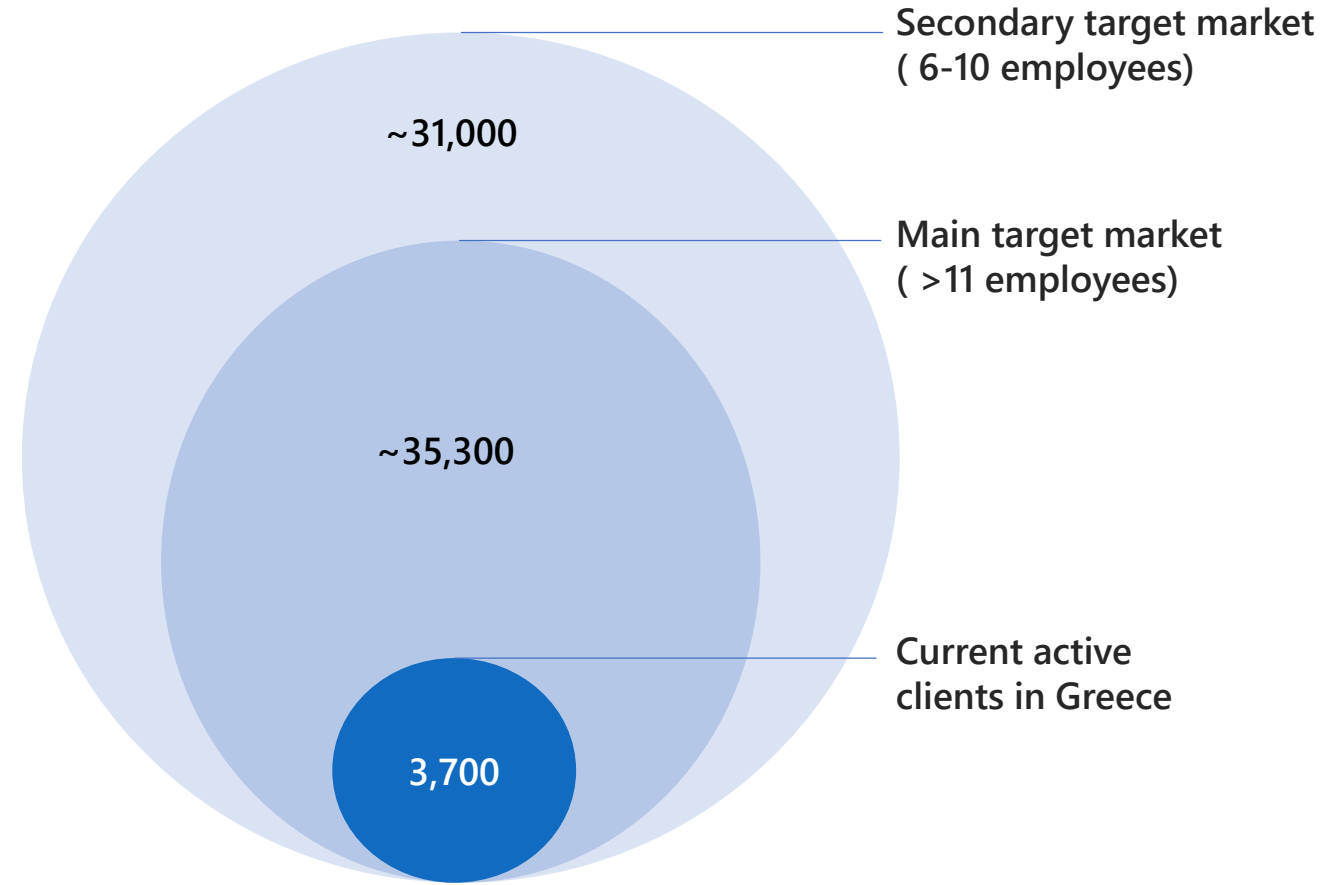 Secondary target market
( 6-10 employees)
~31,000
Main target market
( >11 employees)
~35,300
Current active
clients in Greece
3,700